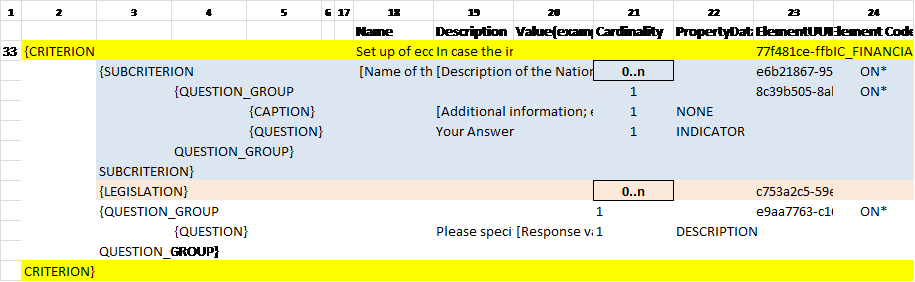 1 2 3 4 5 6 17 18 19 20 21 22 23 24
Name Description Value(exam Cardinality PropertyDat ElementUUI Element Code
33 {CRITERION Set up of ecc In case the ir 77f481ce-ffb IC_FINANCIA
{SUBCRITERION [Name of th [Description of the Nation 0..n e6b21867-95 ON*
{QUESTION_GROUP 1 8c39b505-8al ON*
{CAPTION} [Additional information; e 1 NONE
{QUESTION} Your Answer 1 INDICATOR
QUESTION_GROUP}
SUBCRITERION}
{LEGISLATION} 0..n c753a2c5-59e
{QUESTION_GROUP 1 e9aa7763-c1 ON*
{QUESTION} Please speci [Response va 1 DESCRIPTION
QUESTION_GROUP}
CRITERION}